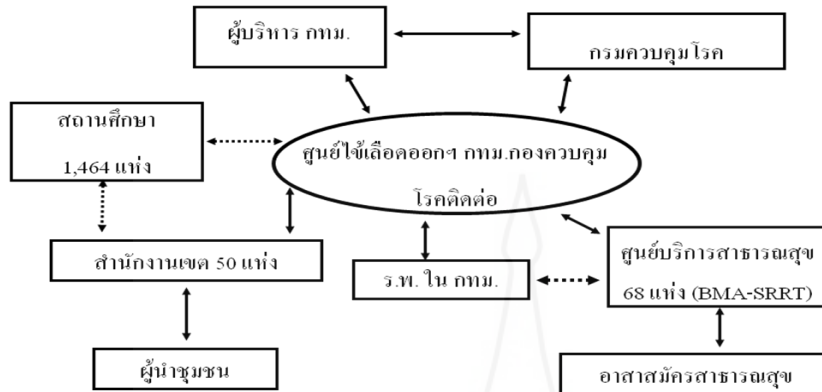 ผู้บริหาร กทม.
กรมควบคุมโรค
สถานศึกษา
1,464 แห่ง
ศูนย์ไข้เลือดออกฯ กทม.กองควบคุม
โรคติดต่อ
สำนักงานเขต 50 แห่ง
ร.พ. ใน กทม.
ศูนย์บริการสาธารณสุข
68 แห่ง (BMA-SRRT)
ผู้นำชุมชน
อาสาสมัครสาธารณสุข